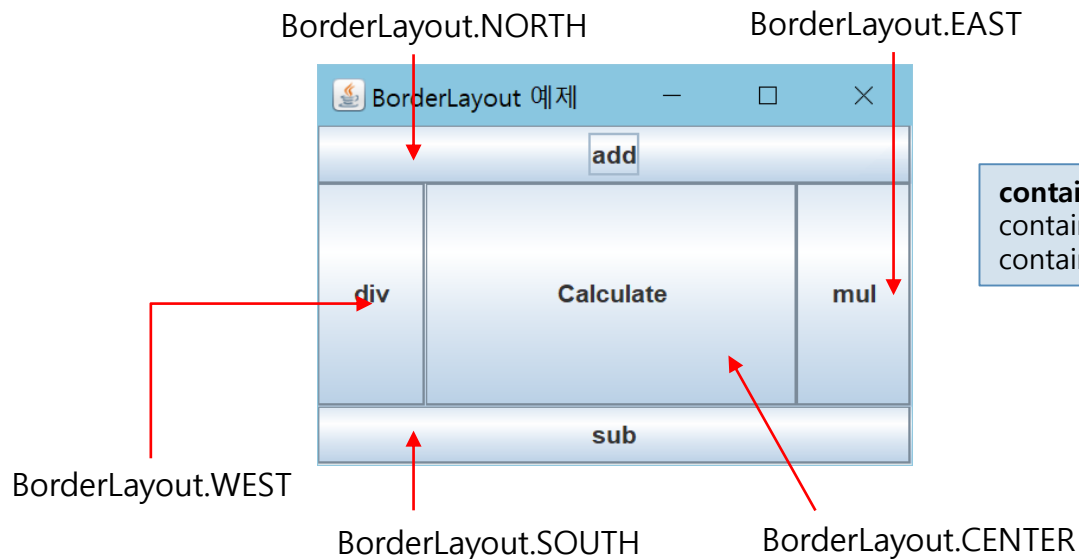 BorderLayout.NORTH
BorderLayout.EAST
BorderLayout 예제
add
div
Calculate
mul
sub
BorderLayout.WEST
BorderLayout.SOUTH
BorderLayout.CENTER